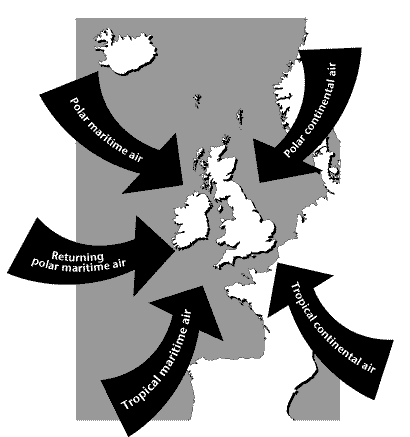 Polar maritime air
Polar continental air
Returning
polar maritime air
Tropical maritime air
Tropical continental air